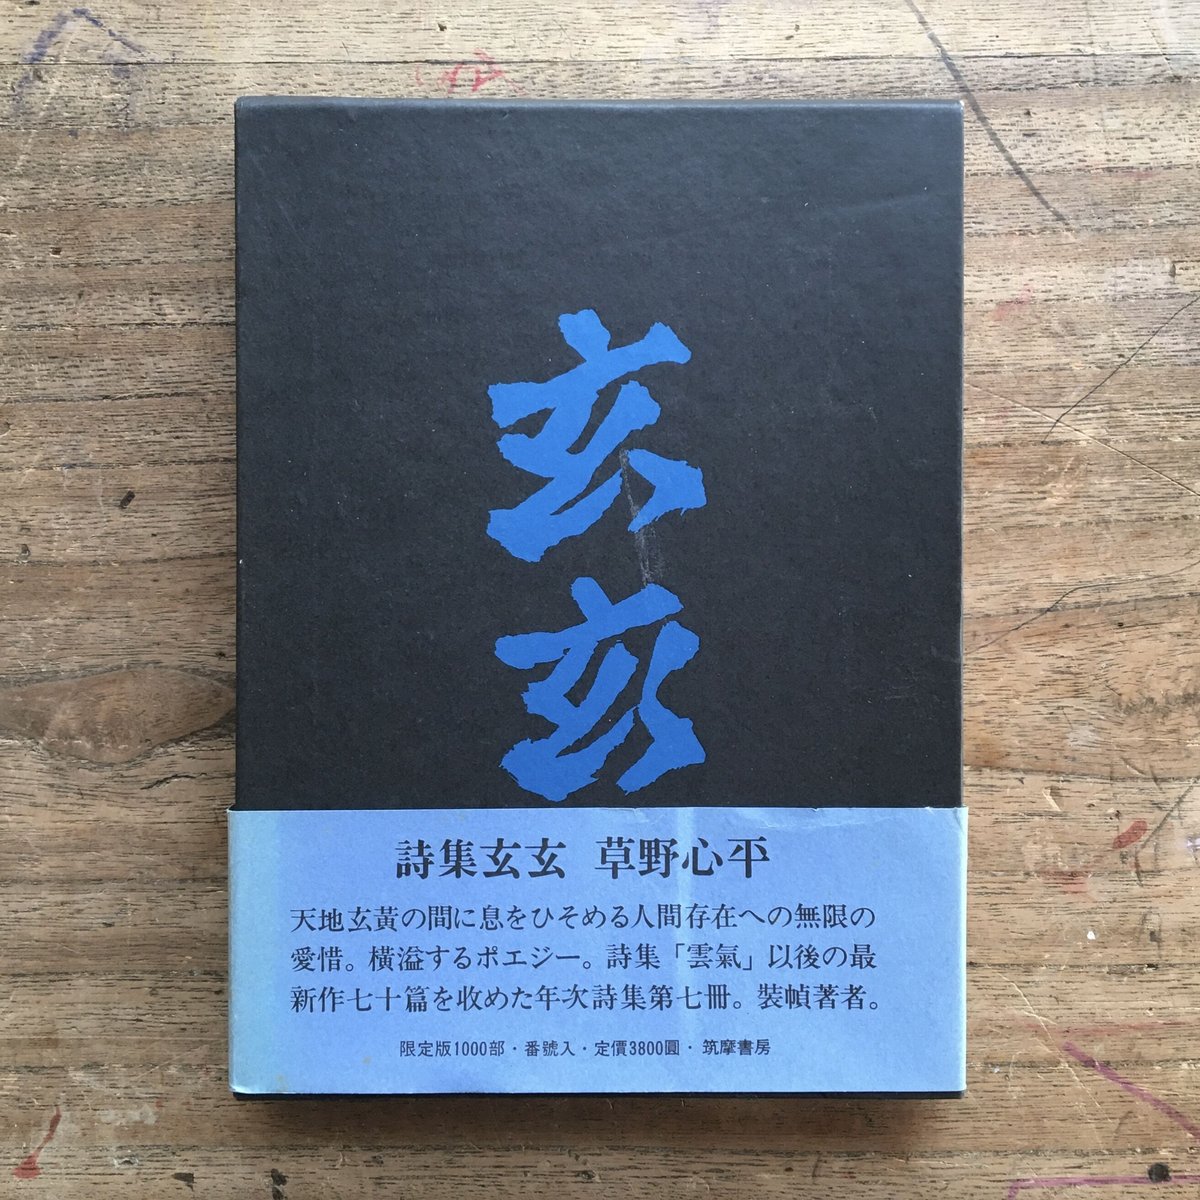 玄玄
詩集玄玄 草野心平
天地玄黃の間に息をひそめる人間存在への無限の
愛惜。橫溢するポエジー。詩集「雲氣」以後の最
新作七十篇を收めた年次詩集第七冊。裝幀著者。
限定版1000部・番號入・定價3800圓・筑摩書房